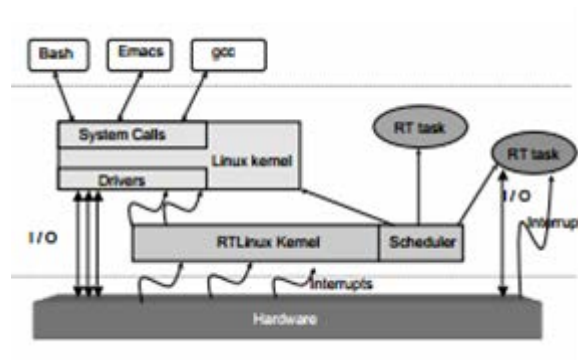 Bash Emacs gcc
System Calls
Linux kernel
Drivers
RT task
RT task
I / O
I / O
Interrup
RTLinux Kernel Scheduler
Interrupts
Hardware